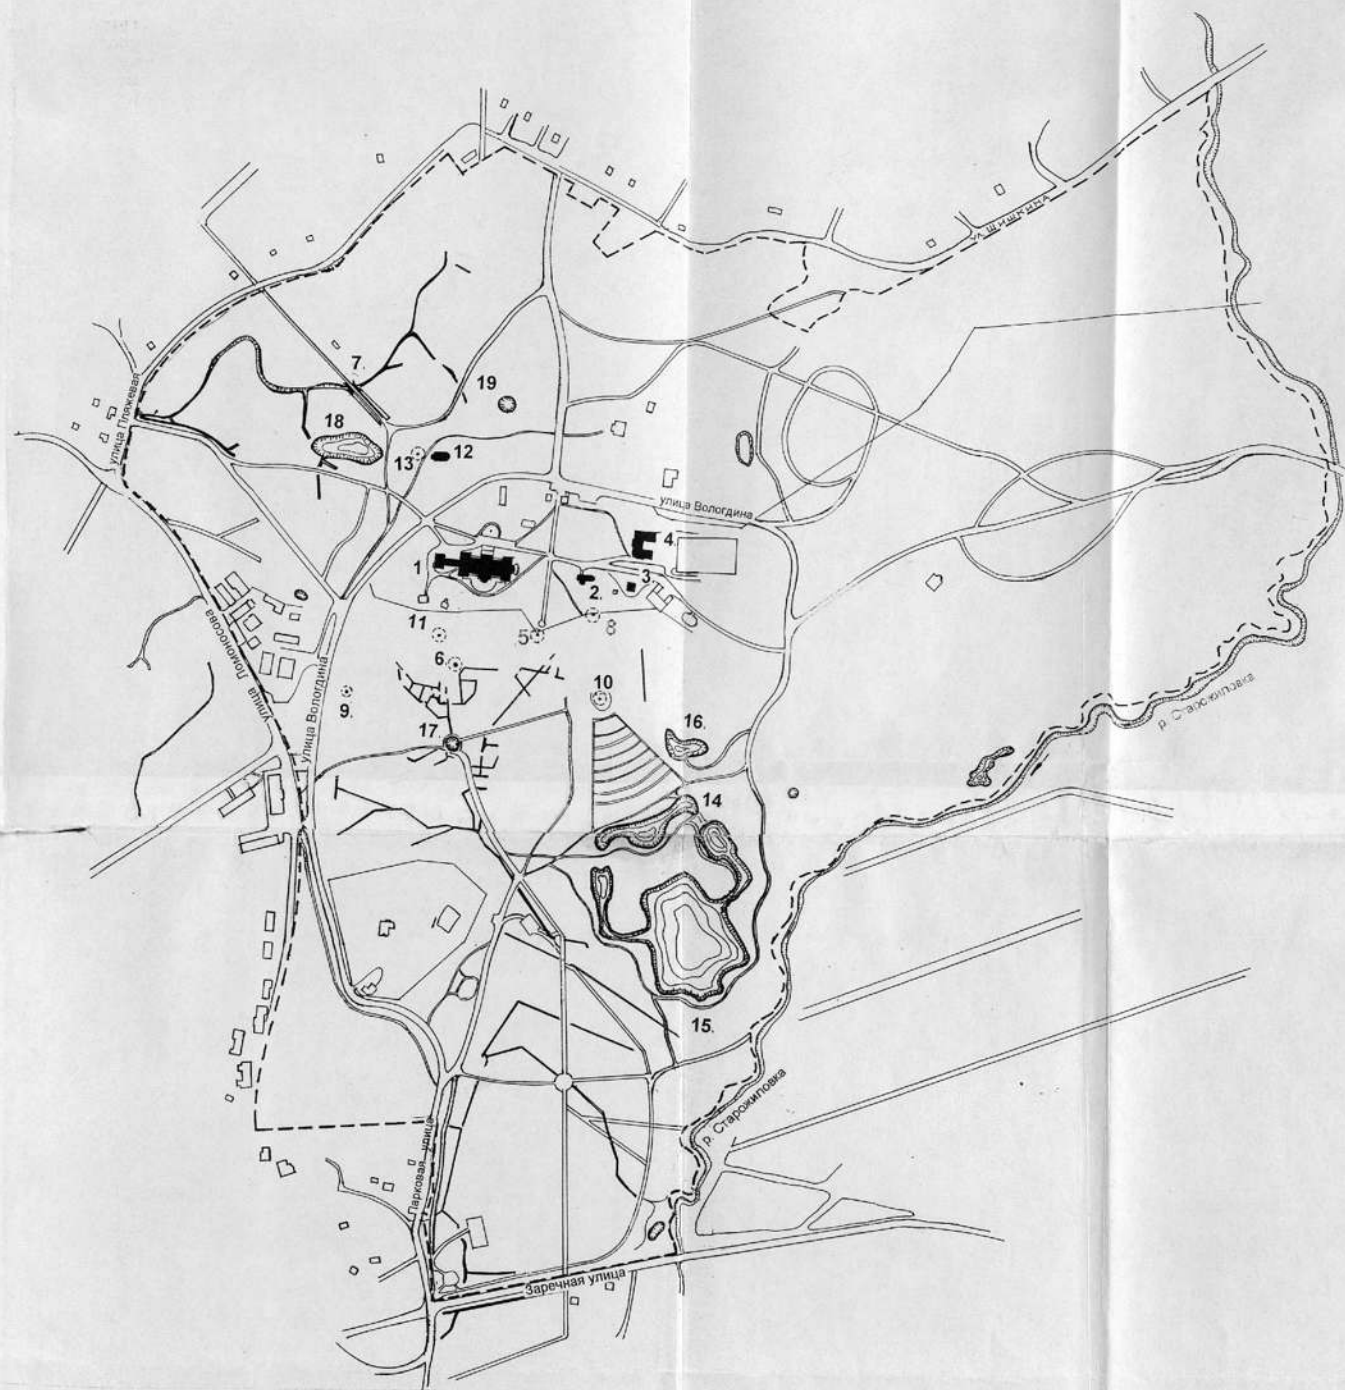 ул. ШИШКИНА
улица Пляжевая
7.
19
18
13
12
улица Вологдина
4.
1
2.
3.
11
5
8
6.
улица Ломоносова
улица Вологдина
9.
10
17.
16.
р. Старожиловка
14
15.
р. Старожиловка
Парковая улица
Заречная улица